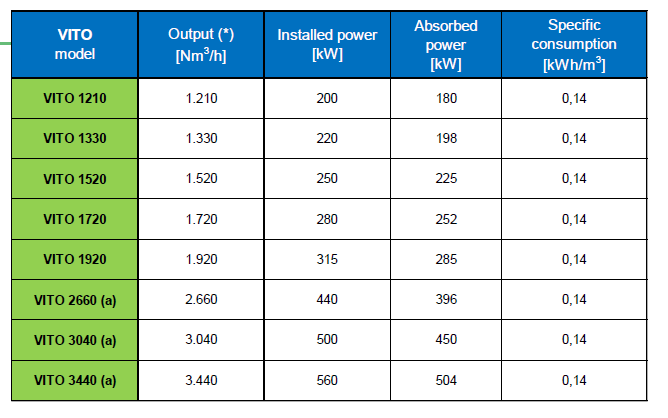 VITO model Output (*) [Nm³/h] Installed power [kW] Absorbed power [kW] Specific consumption [kWh/m³]
VITO 1210 1.210 200 180 0,14
VITO 1330 1.330 220 198 0,14
VITO 1520 1.520 250 225 0,14
VITO 1720 1.720 280 252 0,14
VITO 1920 1.920 315 285 0,14
VITO 2660 (a) 2.660 440 396 0,14
VITO 3040 (a) 3.040 500 450 0,14
VITO 3440 (a) 3.440 560 504 0,14